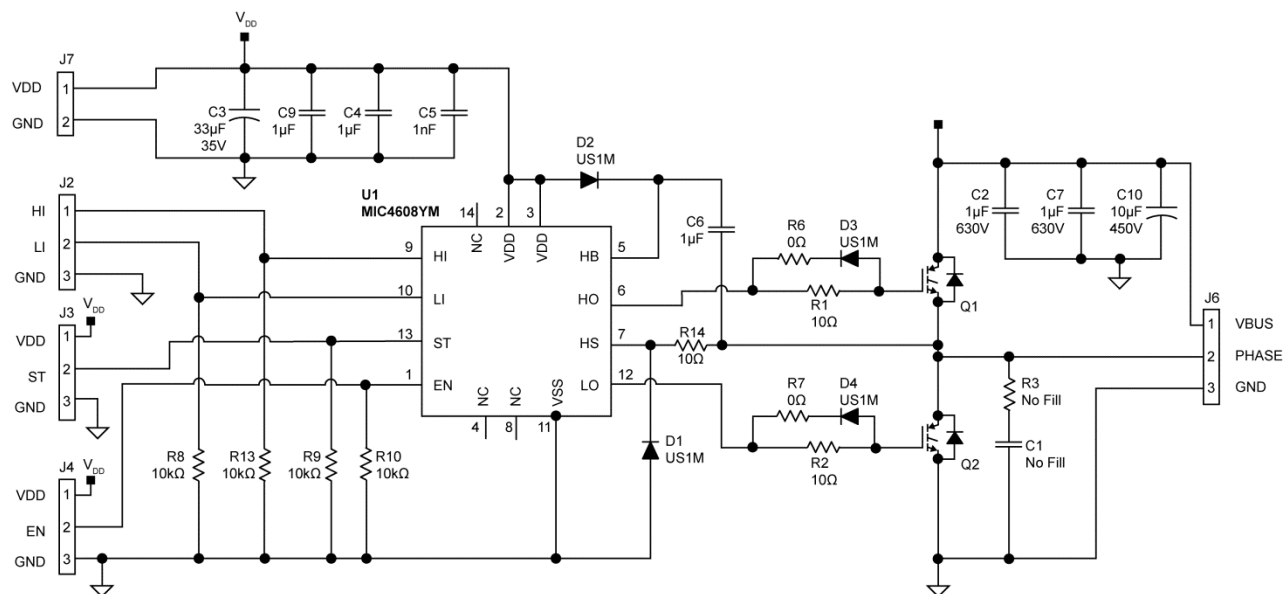 V_DD
J7
VDD 1
GND 2
C3
33µF
35V
C9
1µF
C4
1µF
C5
1nF
J2
HI 1
LI 2
GND 3
J3
V_DD
VDD 1
ST 2
GND 3
J4
V_DD
VDD 1
EN 2
GND 3
R8
10kΩ
R13
10kΩ
R9
10kΩ
R10
10kΩ
U1
MIC4608YM
14 2 3
NC VDD VDD
9 HI
10 LI
13 ST
1 EN
HB 5
HO 6
HS 7
LO 12
NC NC VSS
4 8 11
D2
US1M
C6
1µF
R14
10Ω
D1
US1M
R6
0Ω
D3
US1M
R1
10Ω
Q1
R7
0Ω
D4
US1M
R2
10Ω
Q2
C2
1µF
630V
C7
1µF
630V
C10
10µF
450V
R3
No Fill
C1
No Fill
J6
1 VBUS
2 PHASE
3 GND